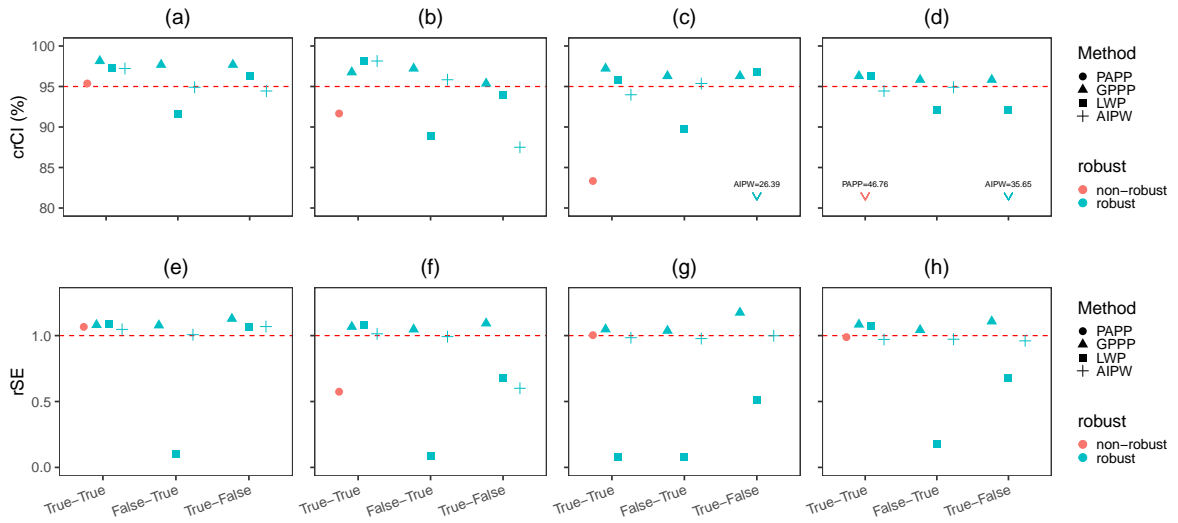 (a) (b) (c) (d)
crCI (%)
100
95
90
85
80
AIPW=26.39
PAPP=46.76
AIPW=35.65
Method
PAPP
GPPP
LWP
AIPW
robust
non−robust
robust
(e) (f) (g) (h)
rSE
1.0
0.5
0.0
True−True False−True True−False
True−True False−True True−False
True−True False−True True−False
True−True False−True True−False
Method
PAPP
GPPP
LWP
AIPW
robust
non−robust
robust